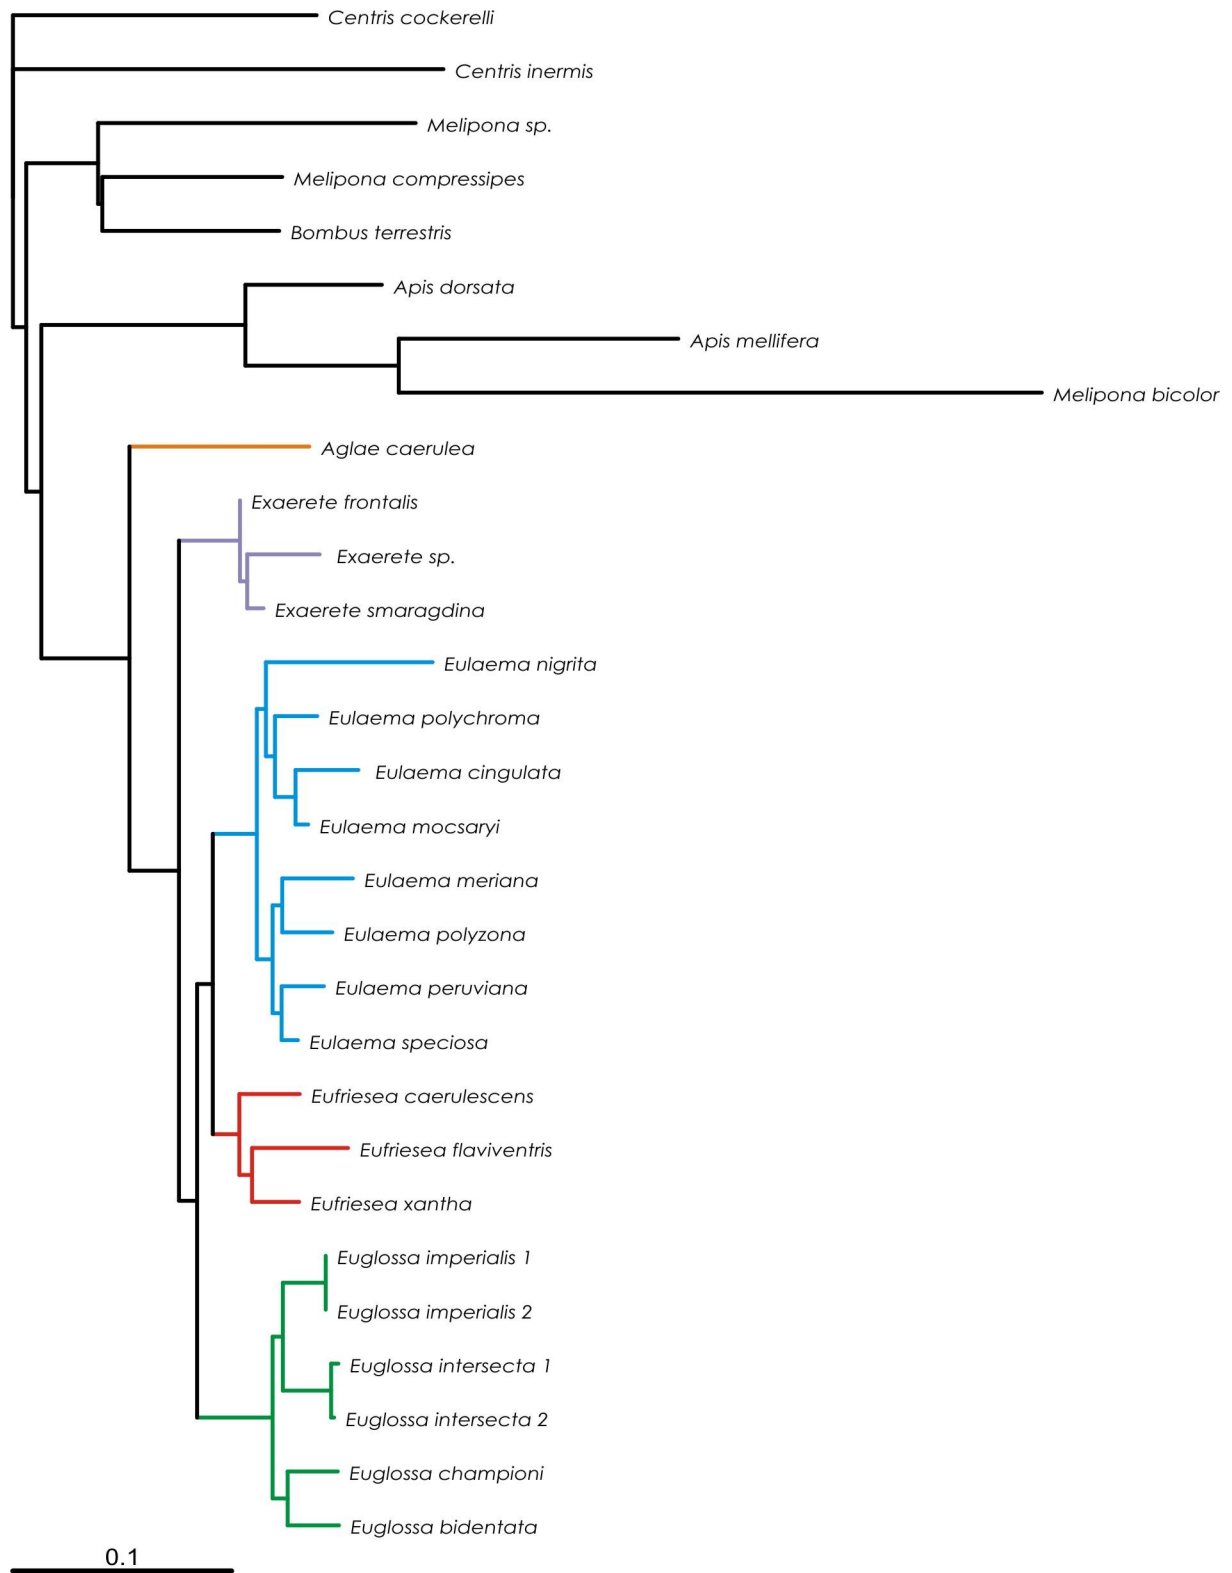 Centris cockerelli
Centris inermis
Melipona sp.
Melipona compressipes
Bombus terrestris
Apis dorsata
Apis mellifera
Melipona bicolor
Aglae caerulea
Exaerete frontalis
Exaerete sp.
Exaerete smaragdina
Eulaema nigrita
Eulaema polychroma
Eulaema cingulata
Eulaema mocsaryi
Eulaema meriana
Eulaema polyzona
Eulaema peruviana
Eulaema speciosa
Eufriesea caerulescens
Eufriesea flaviventris
Eufriesea xantha
Euglossa imperialis 1
Euglossa imperialis 2
Euglossa intersecta 1
Euglossa intersecta 2
Euglossa championi
Euglossa bidentata
0.1